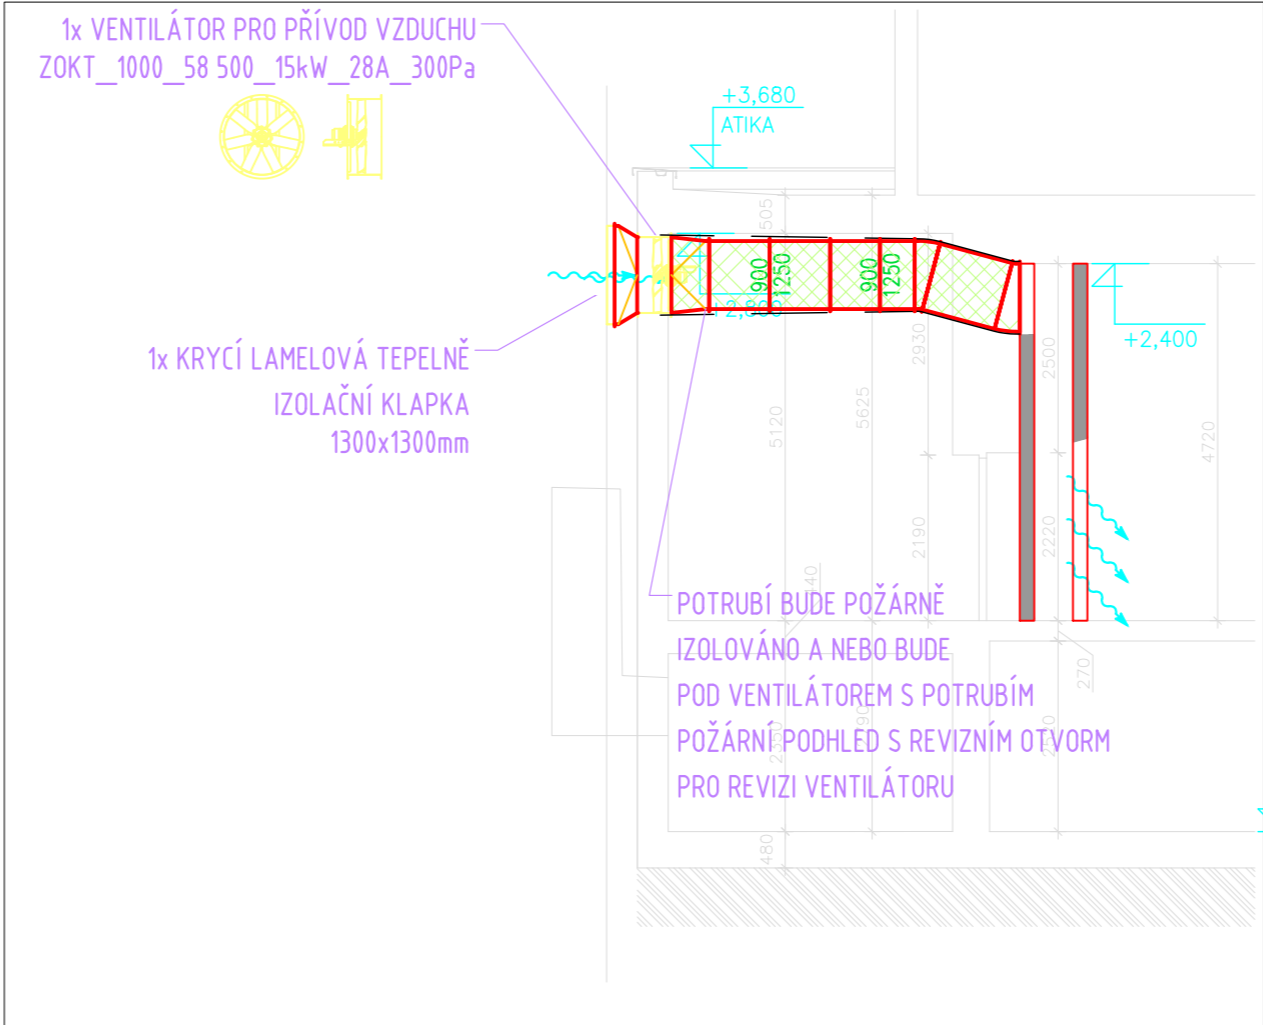 1x VENTILÁTOR PRO PŘÍVOD VZDUCHU
ZOKT_1000_58 500_15kW_28A_300Pa
+3,680
ATIKA
505
900
1250
900
1250
+2,400
1x KRYCÍ LAMELOVÁ TEPELNĚ
IZOLAČNÍ KLAPKA
1300x1300mm
2930
2500
5120
5625
4720
2190
2220
POTRUBÍ BUDE POŽÁRNĚ
IZOLOVÁNO A NEBO BUDE
POD VENTILÁTOREM S POTRUBÍM
POŽÁRNÍ PODHLED S REVIZNÍM OTVORM
PRO REVIZI VENTILÁTORU
270
2350
480